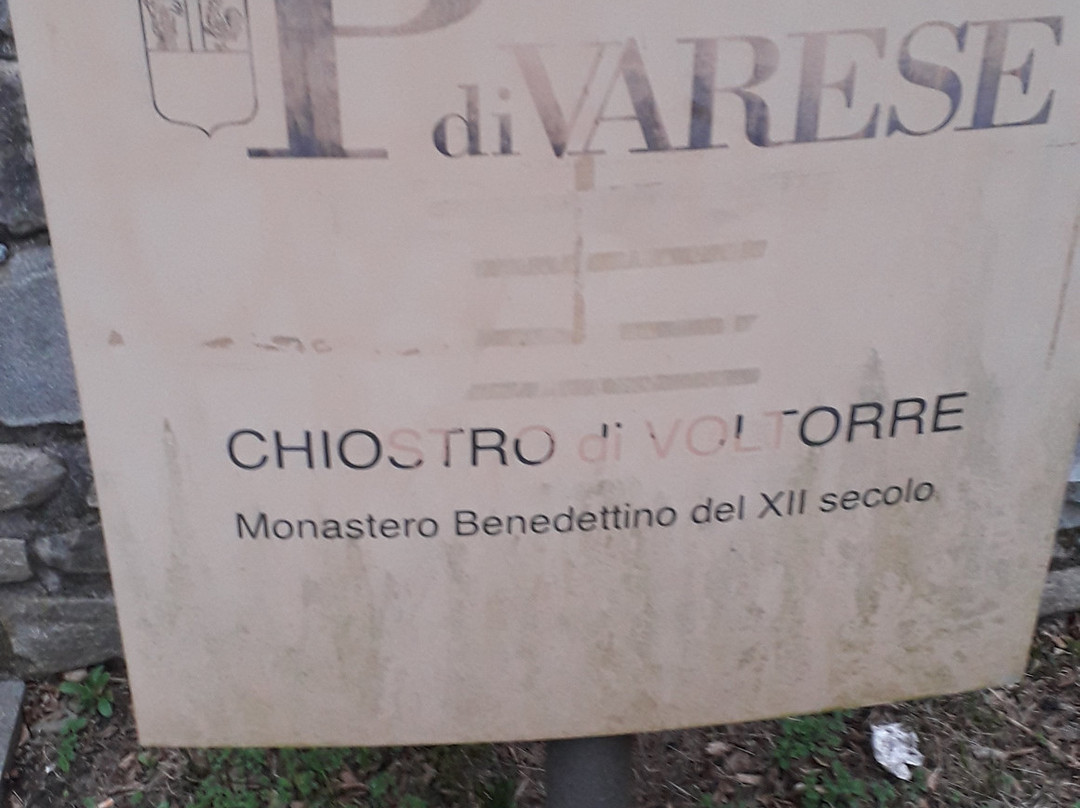 P
di VARESE
CHIOSTRO di VOLTORRE
Monastero Benedettino del XII secolo